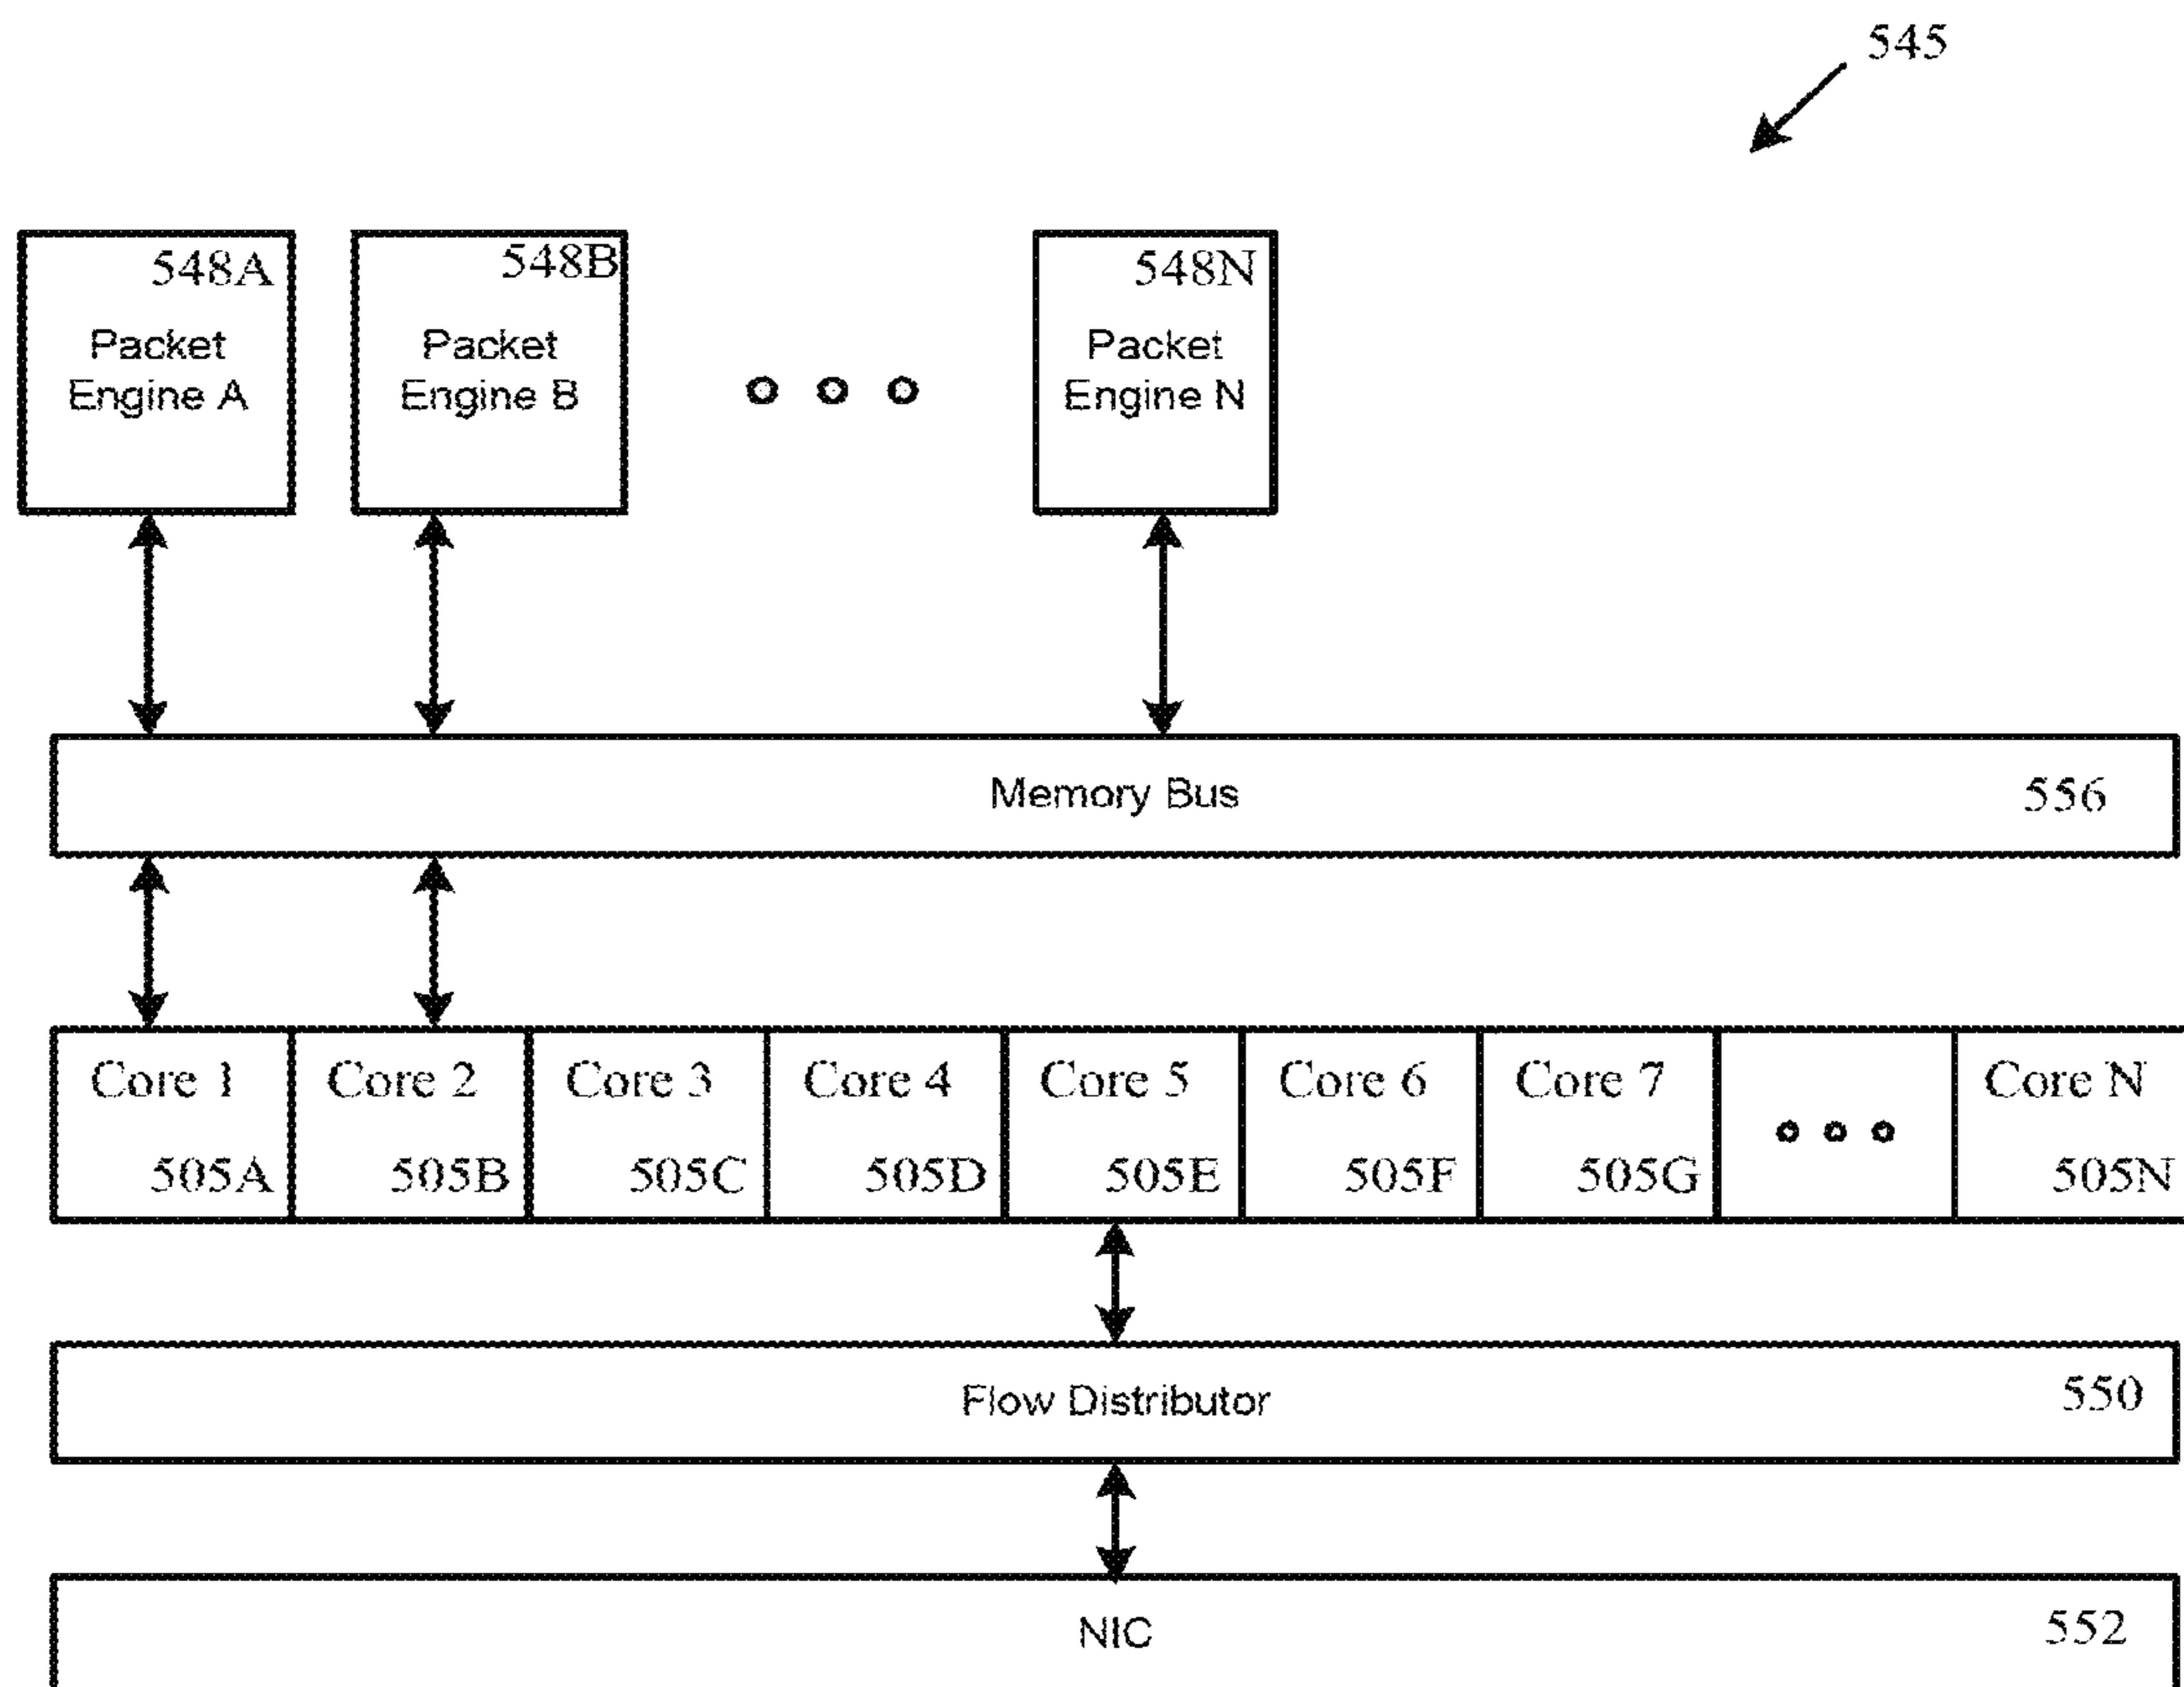 545
548A
Packet
Engine A
548B
Packet
Engine B
548N
Packet
Engine N
Memory Bus
556
Core 1
505A
Core 2
505B
Core 3
505C
Core 4
505D
Core 5
505E
Core 6
505F
Core 7
505G
Core N
505N
Flow Distributor
550
NIC
552